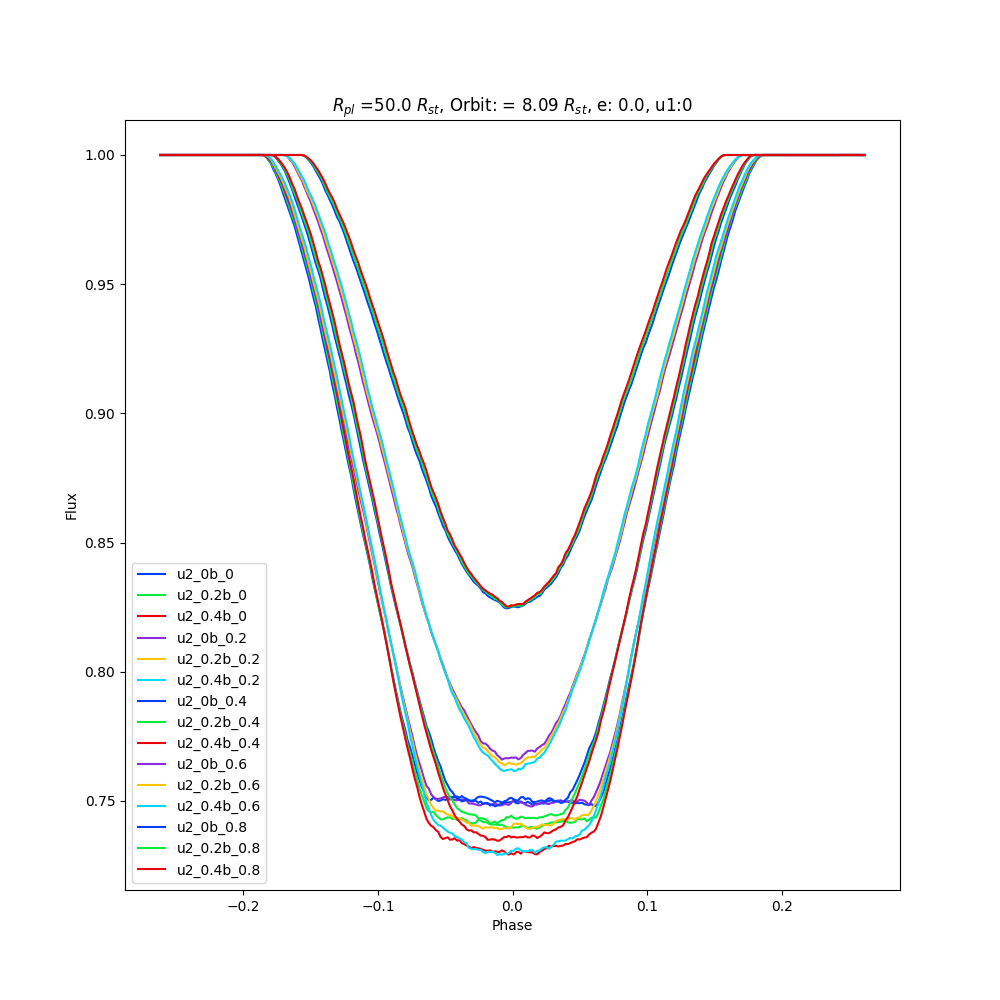 R_pl =50.0 R_st, Orbit: = 8.09 R_st, e: 0.0, u1:0
1.00
0.95
0.90
0.85
0.80
0.75
Flux
u2_0b_0
u2_0.2b_0
u2_0.4b_0
u2_0b_0.2
u2_0.2b_0.2
u2_0.4b_0.2
u2_0b_0.4
u2_0.2b_0.4
u2_0.4b_0.4
u2_0b_0.6
u2_0.2b_0.6
u2_0.4b_0.6
u2_0b_0.8
u2_0.2b_0.8
u2_0.4b_0.8
−0.2 −0.1 0.0 0.1 0.2
Phase